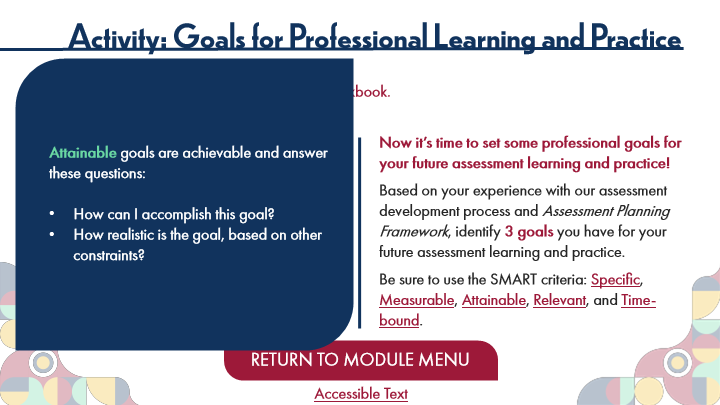 Activity: Goals for Professional Learning and Practice
Attainable goals are achievable and answer
these questions:
• How can I accomplish this goal?
• How realistic is the goal, based on other
constraints?
Now it's time to set some professional goals for
your future assessment learning and practice!
Based on your experience with our assessment
development process and Assessment Planning
Framework, identify 3 goals you have for your
future assessment learning and practice.
Be sure to use the SMART criteria: Specific,
Measurable, Attainable, Relevant, and Time-
bound.
RETURN TO MODULE MENU
Accessible Text